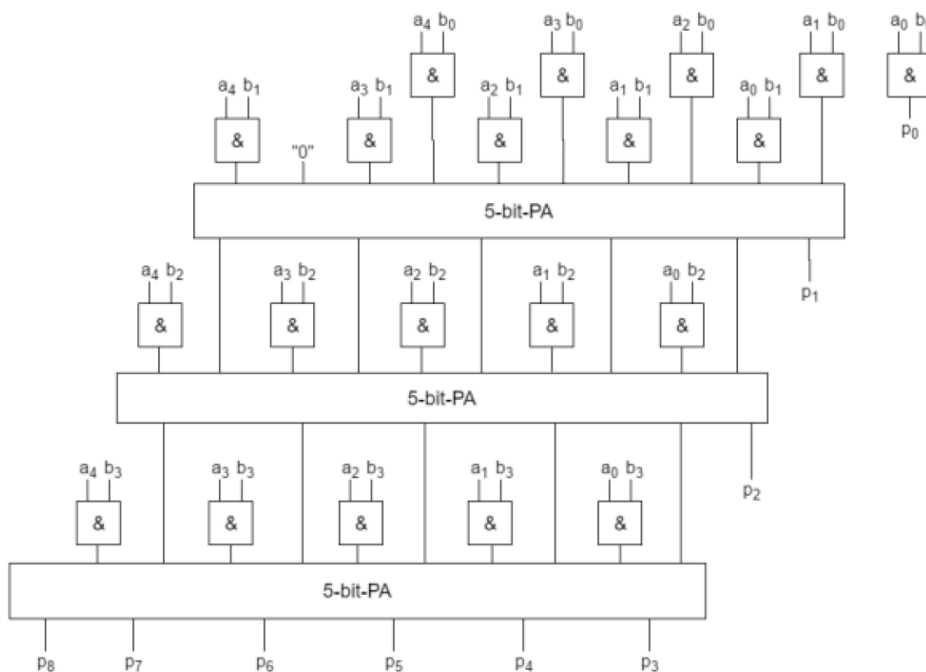 a₄ b₀ a₃ b₀ a₂ b₀ a₁ b₀ a₀ b₀
& & & & &
a₄ b₁ a₃ b₁ a₂ b₁ a₁ b₁ a₀ b₁
& "0" & & & & p₀
5-bit-PA
a₄ b₂ a₃ b₂ a₂ b₂ a₁ b₂ a₀ b₂ p₁
& & & & &
5-bit-PA
a₄ b₃ a₃ b₃ a₂ b₃ a₁ b₃ a₀ b₃ p₂
& & & & &
5-bit-PA
p₈ p₇ p₆ p₅ p₄ p₃